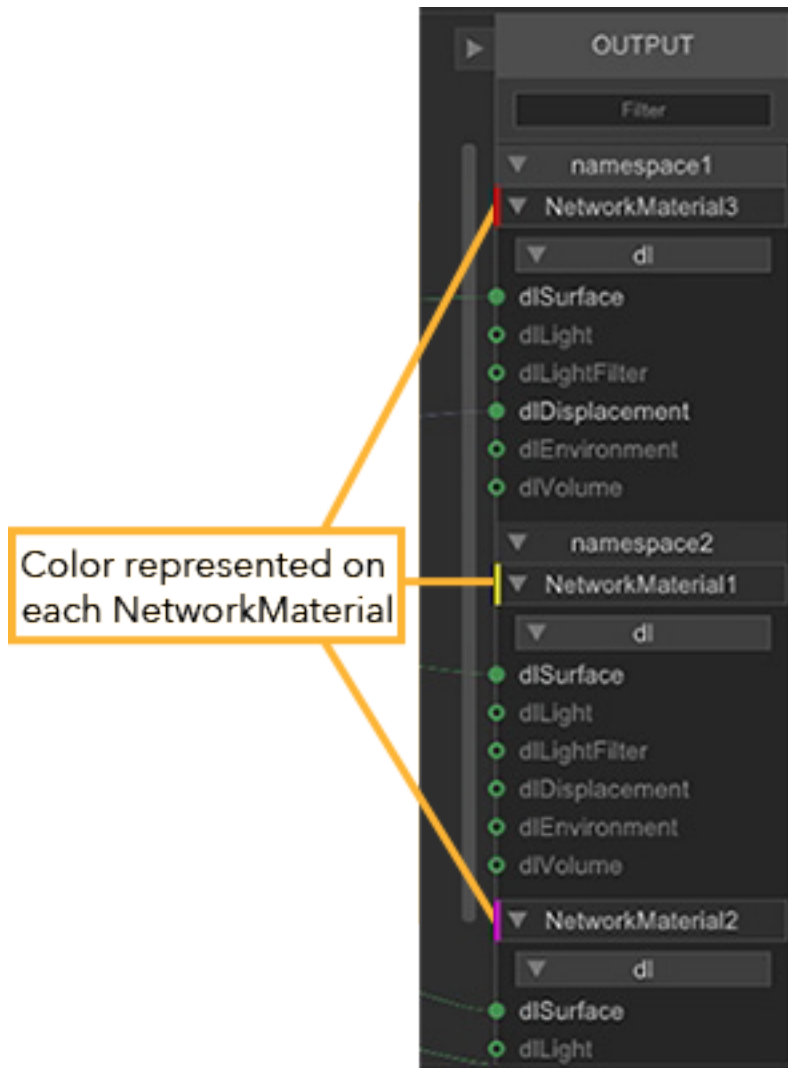 OUTPUT
Filter
namespace1
NetworkMaterial3
dl
dlSurface
dlLight
dlLightFilter
dlDisplacement
dlEnvironment
dlVolume
Color represented on
each NetworkMaterial
namespace2
NetworkMaterial1
dl
dlSurface
dlLight
dlLightFilter
dlDisplacement
dlEnvironment
dlVolume
NetworkMaterial2
dl
dlSurface
dlLight